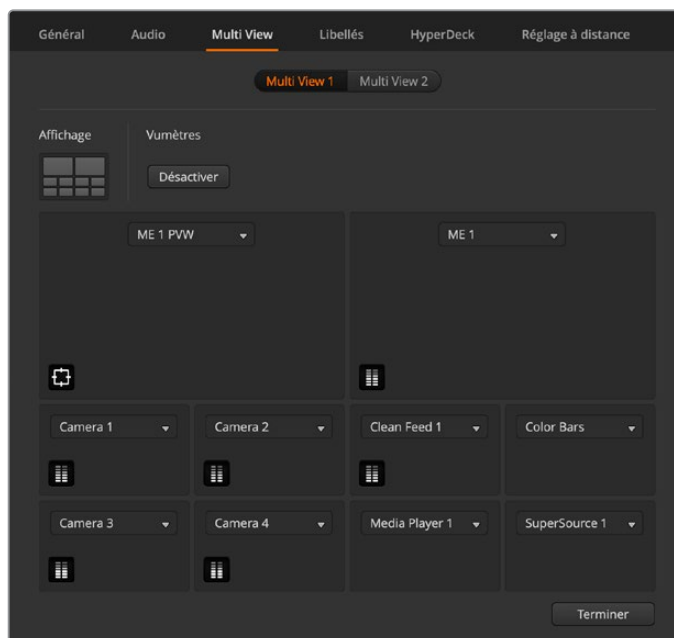 Général Audio Multi View Libellés HyperDeck Réglage à distance
Multi View 1 Multi View 2
Affichage Vumètres
Désactiver
ME 1 PVW ME 1
Camera 1 Camera 2 Clean Feed 1 Color Bars
Camera 3 Camera 4 Media Player 1 SuperSource 1
Terminer